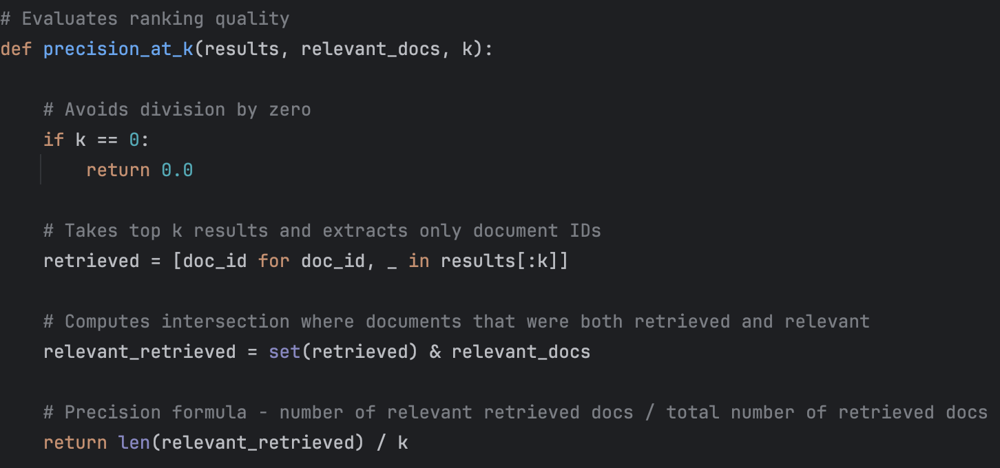 # Evaluates ranking quality
def precision_at_k(results, relevant_docs, k):
    # Avoids division by zero
    if k == 0:
        return 0.0
    # Takes top k results and extracts only document IDs
    retrieved = [doc_id for doc_id, _ in results[:k]]
    # Computes intersection where documents that were both retrieved and relevant
    relevant_retrieved = set(retrieved) & relevant_docs
    # Precision formula - number of relevant retrieved docs / total number of retrieved docs
    return len(relevant_retrieved) / k